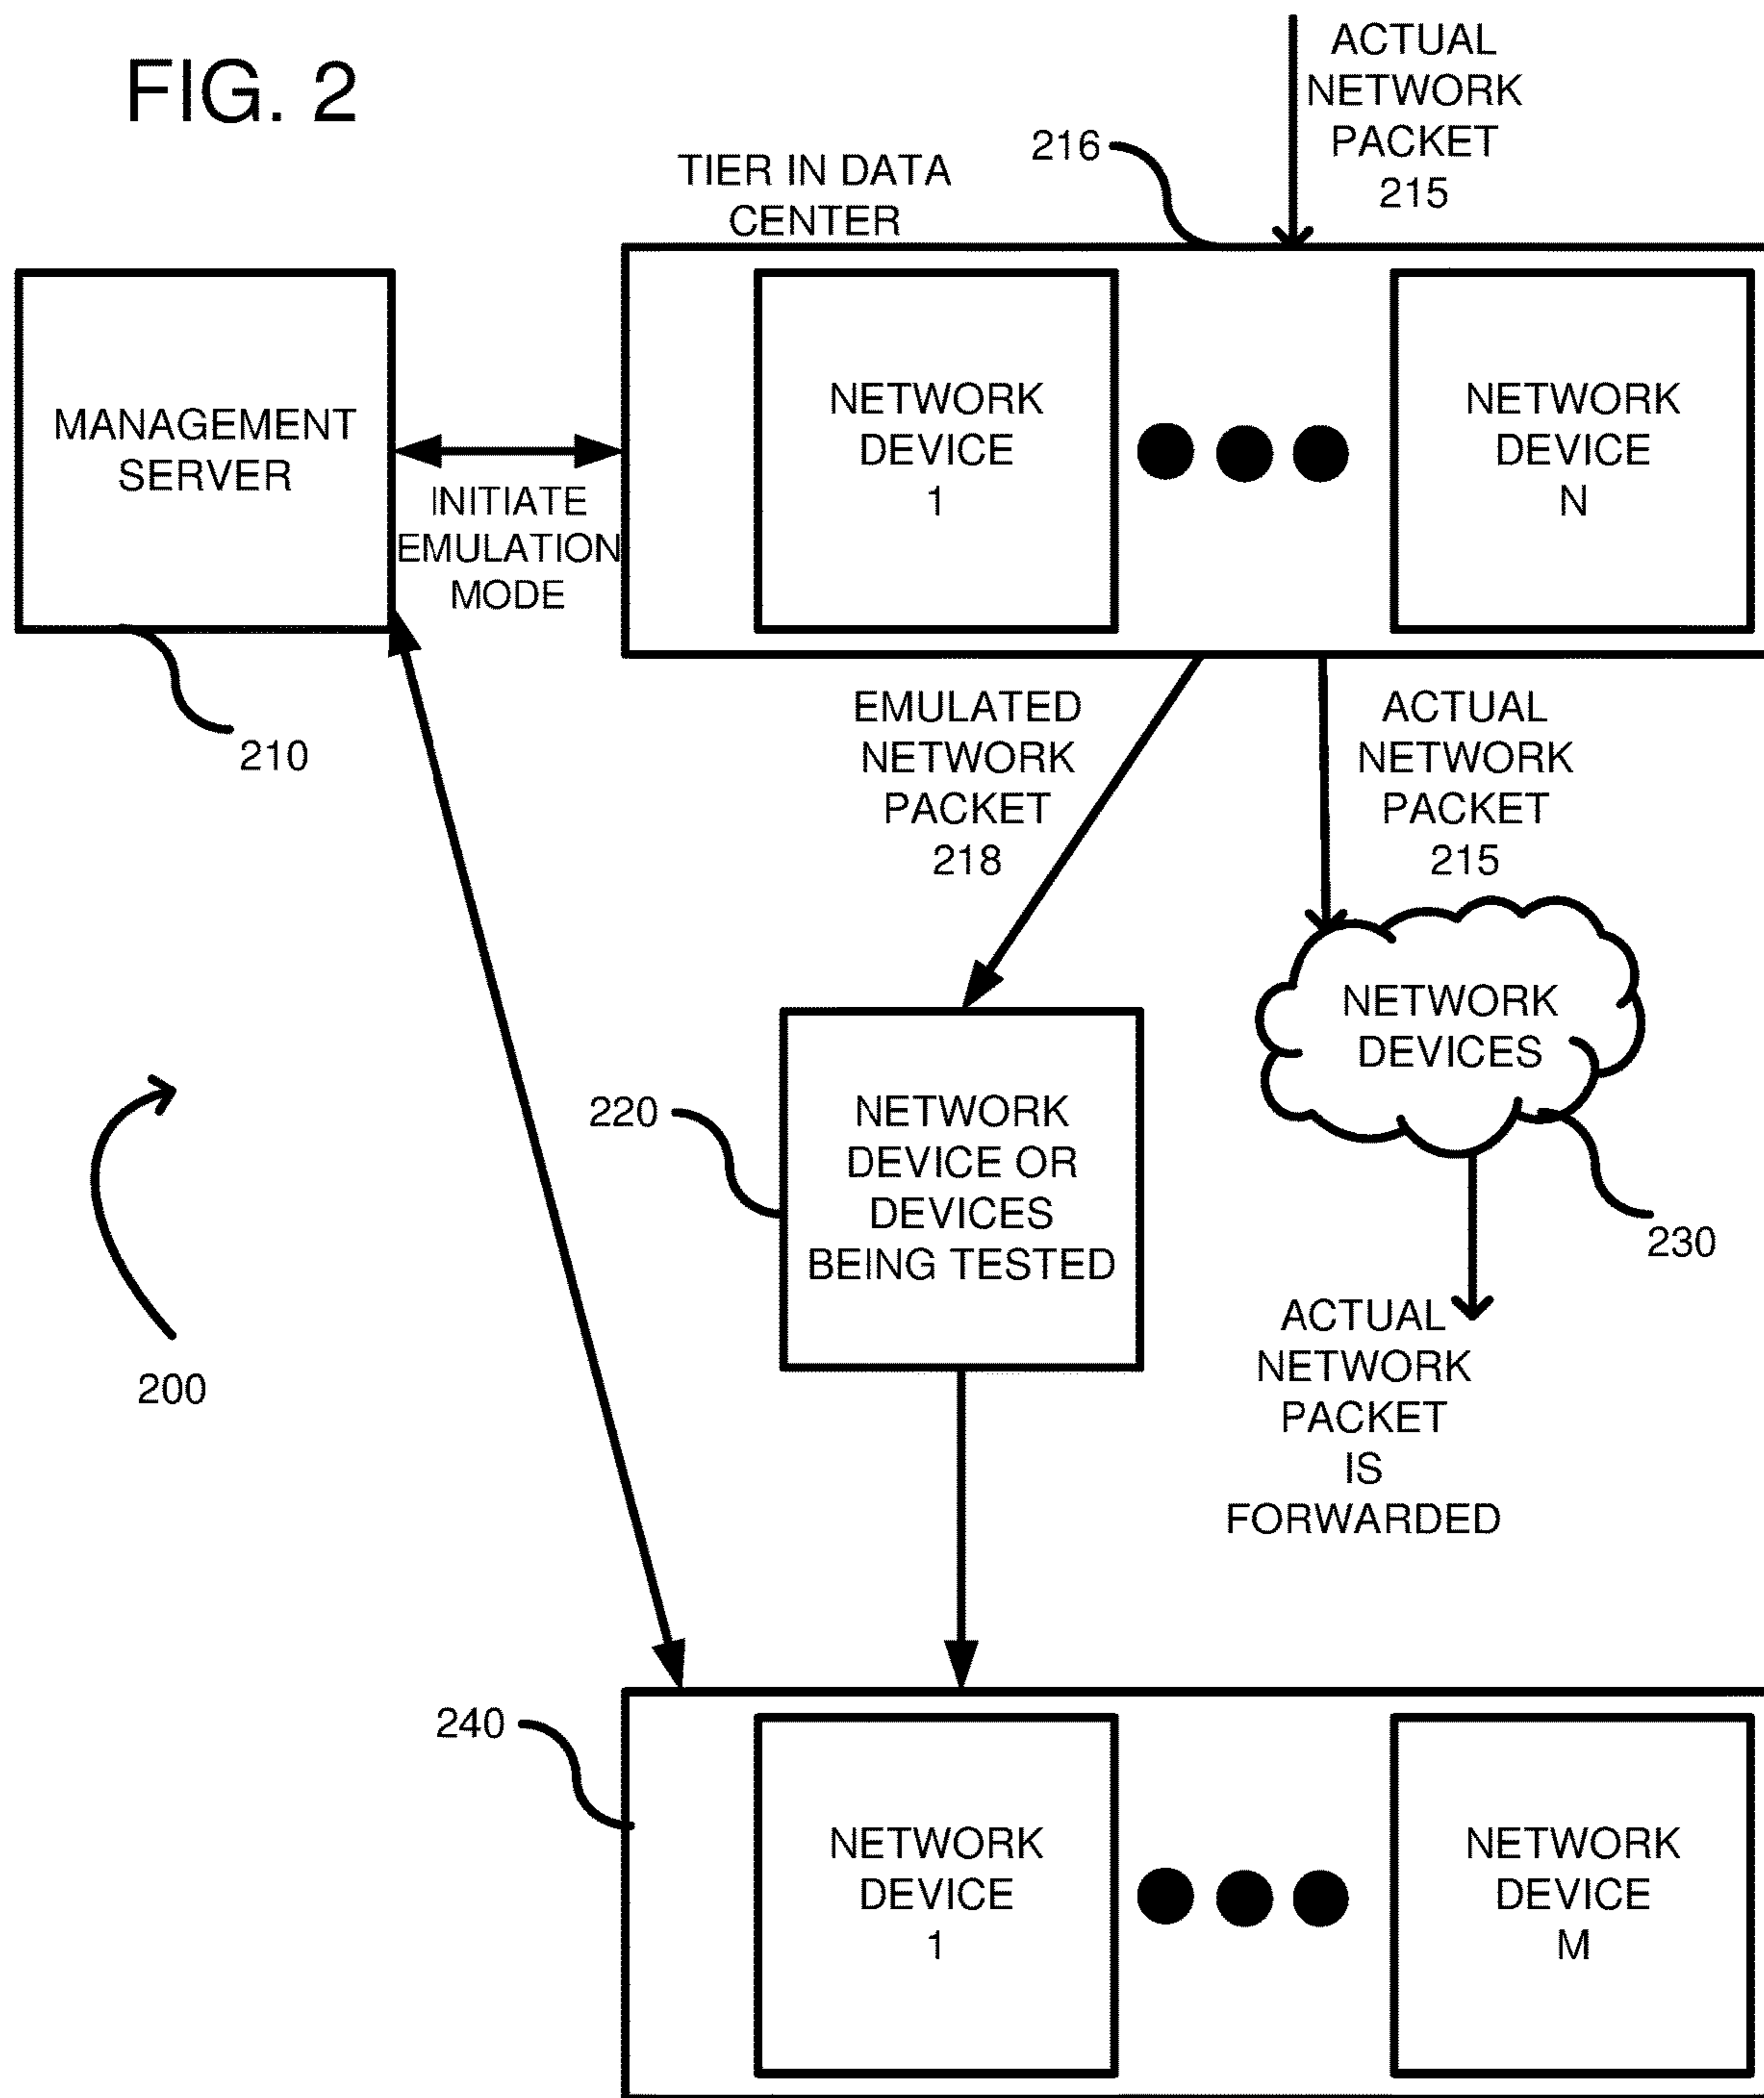 FIG. 2
ACTUAL
NETWORK
PACKET
215
216
TIER IN DATA
CENTER
MANAGEMENT
SERVER
INITIATE
EMULATION
MODE
NETWORK
DEVICE
1
NETWORK
DEVICE
N
210
EMULATED
NETWORK
PACKET
218
ACTUAL
NETWORK
PACKET
215
NETWORK
DEVICES
220
NETWORK
DEVICE OR
DEVICES
BEING TESTED
230
200
ACTUAL
NETWORK
PACKET
IS
FORWARDED
240
NETWORK
DEVICE
1
NETWORK
DEVICE
M